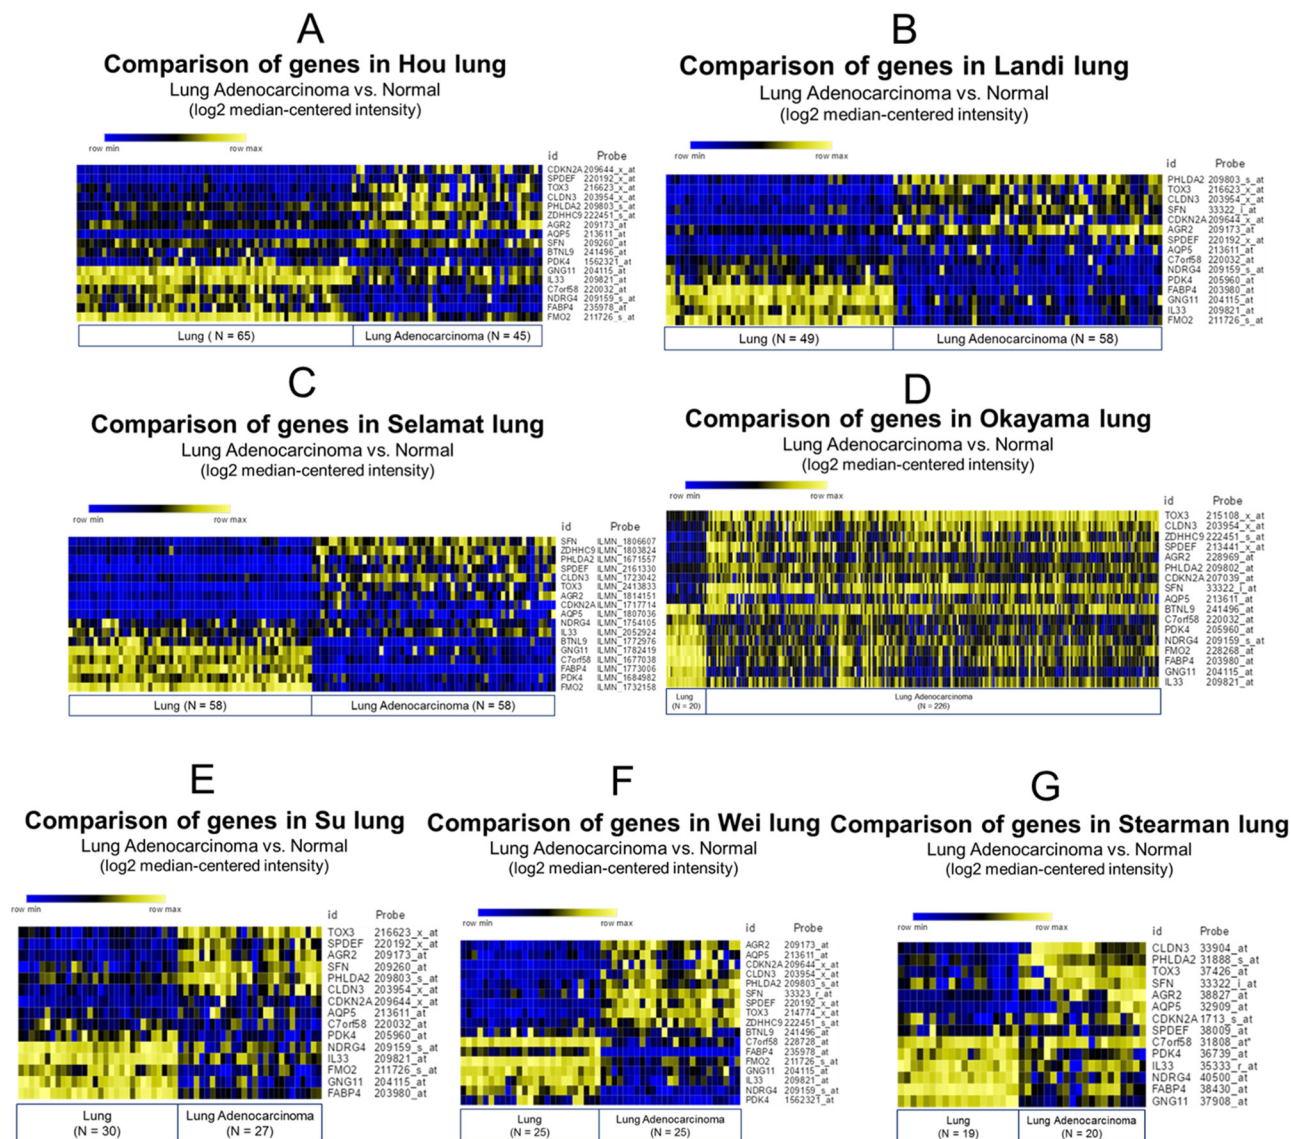 A
Comparison of genes in Hou lung
Lung Adenocarcinoma vs. Normal
(log2 median-centered intensity)
row min row max
id Probe
CDKN2A 209644_x_at
SPDEF 220192_x_at
TOX3 216623_x_at
CLDN3 203954_x_at
PHLDA2 209803_s_at
ZDHHC9 222451_s_at
AGR2 209173_at
AQP5 213611_at
SFN 209260_at
BTNL9 241496_at
PDK4 1562321_at
GNG11 204115_at
IL33 209821_at
C7orf58 220032_at
NDRG4 209159_s_at
FABP4 235978_at
FMO2 211726_s_at
Lung ( N = 65) Lung Adenocarcinoma (N = 45)
B
Comparison of genes in Landi lung
Lung Adenocarcinoma vs. Normal
(log2 median-centered intensity)
row min row max
id Probe
PHLDA2 209803_s_at
TOX3 216623_x_at
CLDN3 203954_x_at
SFN 33322_i_at
CDKN2A 209644_x_at
AGR2 209173_at
SPDEF 220192_x_at
AQP5 213611_at
C7orf58 220032_at
NDRG4 209159_s_at
PDK4 205960_at
FABP4 203980_at
GNG11 204115_at
IL33 209821_at
FMO2 211726_s_at
Lung (N = 49) Lung Adenocarcinoma (N = 58)
C
Comparison of genes in Selamat lung
Lung Adenocarcinoma vs. Normal
(log2 median-centered intensity)
row min row max
id Probe
SFN ILMN_1806607
ZDHHC9 ILMN_1803824
PHLDA2 ILMN_1671557
SPDEF ILMN_2161330
CLDN3 ILMN_1723042
TOX3 ILMN_2413833
AGR2 ILMN_1814151
CDKN2A ILMN_1717714
AQP5 ILMN_1807036
NDRG4 ILMN_1754105
IL33 ILMN_2052924
BTNL9 ILMN_1772976
GNG11 ILMN_1782419
C7orf58 ILMN_1677038
FABP4 ILMN_1773006
PDK4 ILMN_1684982
FMO2 ILMN_1732158
Lung (N = 58) Lung Adenocarcinoma (N = 58)
D
Comparison of genes in Okayama lung
Lung Adenocarcinoma vs. Normal
(log2 median-centered intensity)
row min row max
id Probe
TOX3 215108_x_at
CLDN3 203954_x_at
ZDHHC9 222451_s_at
SPDEF 213441_x_at
AGR2 228969_at
PHLDA2 209802_at
CDKN2A 207039_at
SFN 33322_i_at
AQP5 213611_at
BTNL9 241496_at
C7orf58 220032_at
PDK4 205960_at
NDRG4 209159_s_at
FMO2 228268_at
FABP4 203980_at
GNG11 204115_at
IL33 209821_at
Lung Lung Adenocarcinoma
(N = 20) (N = 226)
E
Comparison of genes in Su lung
Lung Adenocarcinoma vs. Normal
(log2 median-centered intensity)
row min row max
id Probe
TOX3 216623_x_at
SPDEF 220192_x_at
AGR2 209173_at
SFN 209260_at
PHLDA2 209803_s_at
CLDN3 203954_x_at
CDKN2A 209644_x_at
AQP5 213611_at
C7orf58 220032_at
PDK4 205960_at
NDRG4 209159_s_at
IL33 209821_at
FMO2 211726_s_at
GNG11 204115_at
FABP4 203980_at
Lung Lung Adenocarcinoma
(N = 30) (N = 27)
F
Comparison of genes in Wei lung
Lung Adenocarcinoma vs. Normal
(log2 median-centered intensity)
row min row max
id Probe
AGR2 209173_at
AQP5 213611_at
CDKN2A 209644_x_at
CLDN3 203954_x_at
PHLDA2 209803_s_at
SFN 33323_r_at
SPDEF 220192_x_at
TOX3 214774_x_at
ZDHHC9 222451_s_at
BTNL9 241496_at
C7orf58 228728_at
FABP4 235978_at
FMO2 211726_s_at
GNG11 204115_at
IL33 209821_at
NDRG4 209159_s_at
PDK4 1562321_at
Lung Lung Adenocarcinoma
(N = 25) (N = 25)
G
Comparison of genes in Stearman lung
Lung Adenocarcinoma vs. Normal
(log2 median-centered intensity)
row min row max
id Probe
CLDN3 33904_at
PHLDA2 31888_s_at
TOX3 37426_at
SFN 33322_i_at
AGR2 38827_at
AQP5 32909_at
CDKN2A 1713_s_at
SPDEF 38009_at
C7orf58 31808_at*
PDK4 36739_at
IL33 35333_r_at
NDRG4 40500_at
FABP4 38430_at
GNG11 37908_at
Lung Lung Adenocarcinoma
(N = 19) (N = 20)